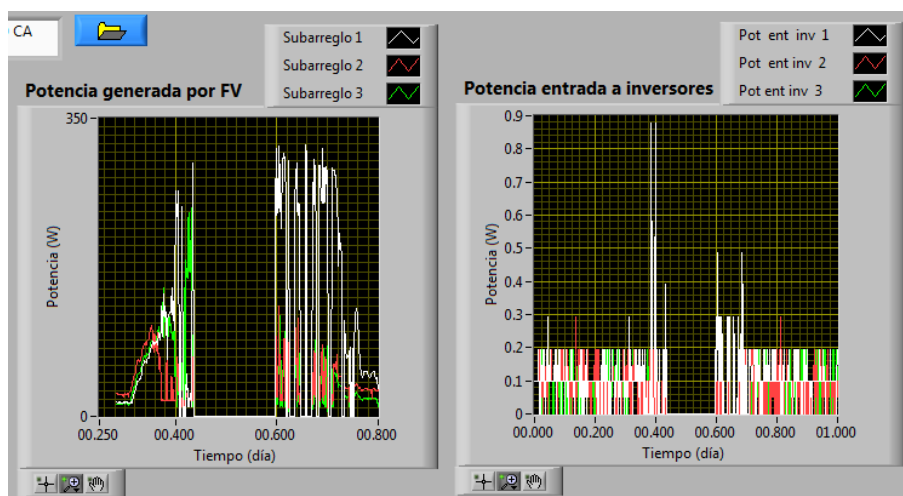 CA
Subarreglo 1
Subarreglo 2
Subarreglo 3
Potencia generada por FV
350
0
Potencia (W)
00.250 00.400 00.600 00.800
Tiempo (día)
Pot ent inv 1
Pot ent inv 2
Pot ent inv 3
Potencia entrada a inversores
0.9
0.8
0.7
0.6
0.5
0.4
0.3
0.2
0.1
0
Potencia (W)
00.000 00.200 00.400 00.600 00.800 01.000
Tiempo (día)